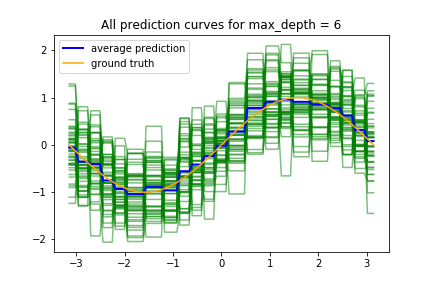 All prediction curves for max_depth = 6
average prediction
ground truth
2
1
0
−1
−2
−3 −2 −1 0 1 2 3